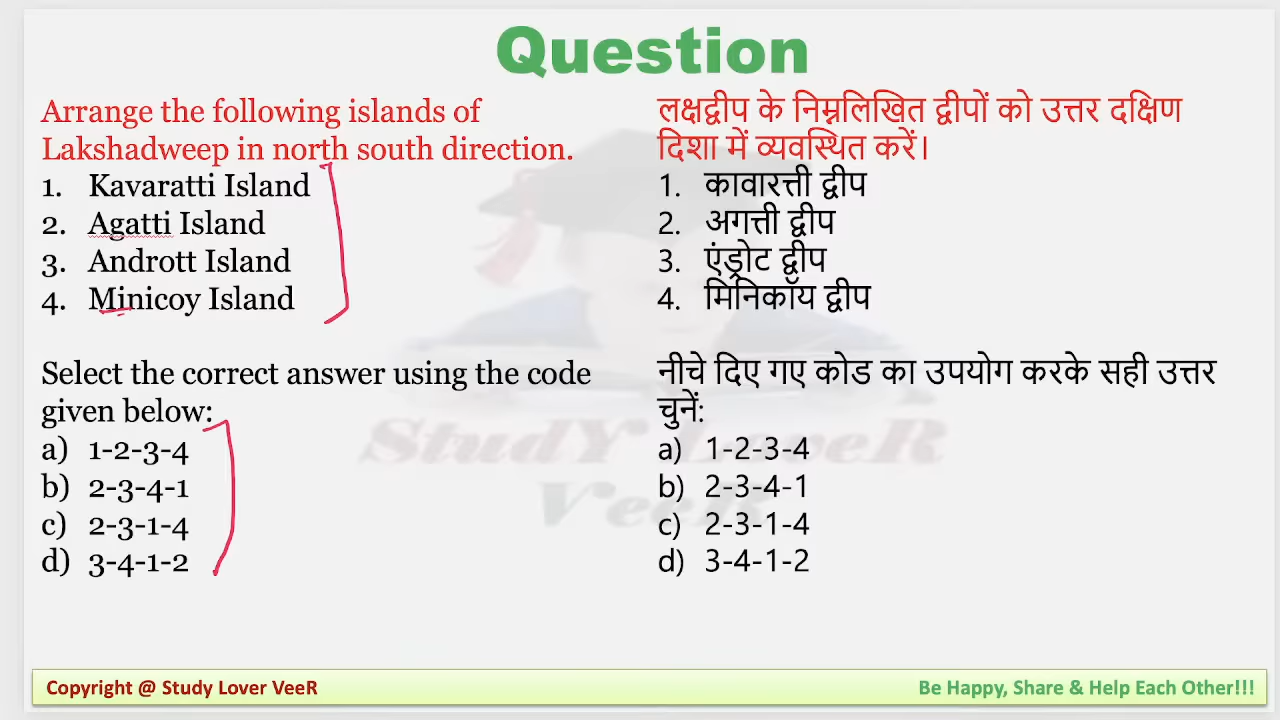 Question
Arrange the following islands of
Lakshadweep in north south direction.
1. Kavaratti Island
2. Agatti Island
3. Andrott Island
4. Minicoy Island
Select the correct answer using the code
given below:
a) 1-2-3-4
b) 2-3-4-1
c) 2-3-1-4
d) 3-4-1-2
लक्षद्वीप के निम्नलिखित द्वीपों को उत्तर दक्षिण
दिशा में व्यवस्थित करें।
1. कावारत्ती द्वीप
2. अगत्ती द्वीप
3. एंड्रोट द्वीप
4. मिनिकॉय द्वीप
नीचे दिए गए कोड का उपयोग करके सही उत्तर
चुनें:
a) 1-2-3-4
b) 2-3-4-1
c) 2-3-1-4
d) 3-4-1-2
StudY LoveR
VeeR
Copyright @ Study Lover VeeR
Be Happy, Share & Help Each Other!!!